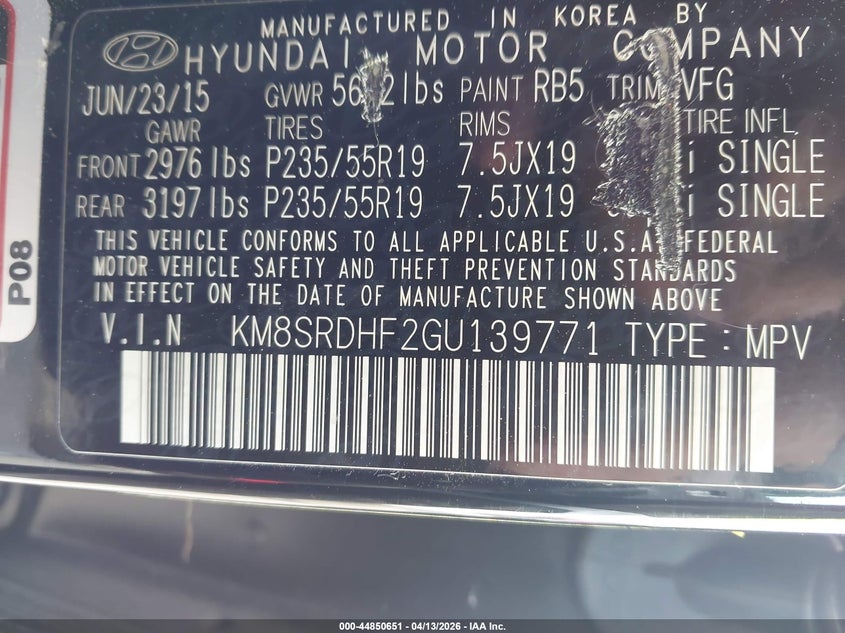 MANUFACTURED IN KOREA BY
HYUNDAI MOTOR COMPANY
JUN/23/15 GVWR lbs PAINT RB5 TRIM VFG
GAWR TIRES RIMS TIRE INFL
FRONT 2976 lbs P235/55R19 7.5JX19 SINGLE
REAR 3197 lbs P235/55R19 7.5JX19 SINGLE
THIS VEHICLE CONFORMS TO ALL APPLICABLE U.S.A FEDERAL
MOTOR VEHICLE SAFETY AND THEFT PREVENTION STANDARDS
IN EFFECT ON THE DATE OF MANUFACTURE SHOWN ABOVE
V.I.N KM8SRDHF2GU139771 TYPE : MPV
P08
000-44850651 - 04/13/2026 - IAA Inc.